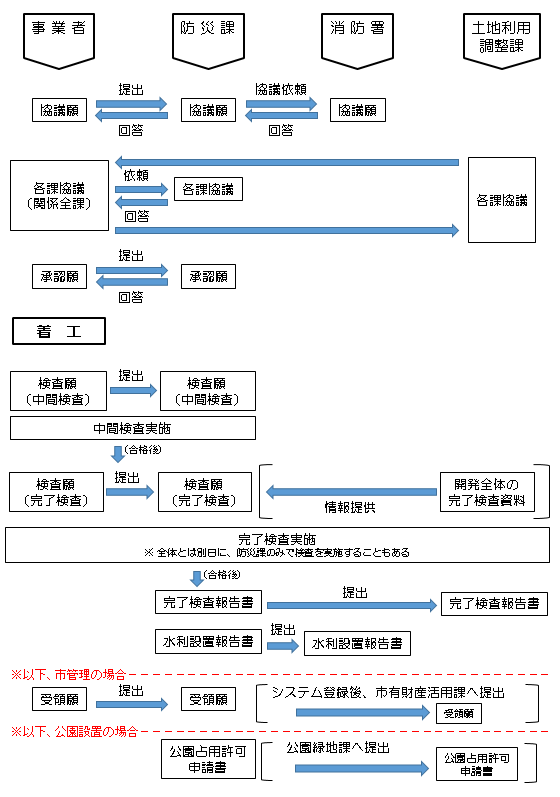 事業者
防災課
消防署
土地利用
調整課
提出
協議依頼
協議願
協議願
協議願
回答
回答
各課協議
（関係全課）
依頼
各課協議
回答
各課協議
提出
承認願
承認願
回答
着工
検査願
（中間検査）
提出
検査願
（中間検査）
中間検査実施
（合格後）
検査願
（完了検査）
提出
検査願
（完了検査）
情報提供
開発全体の
完了検査資料
完了検査実施
※ 全体とは別日に、防災課のみで検査を実施することもある
（合格後）
完了検査報告書
提出
完了検査報告書
水利設置報告書
提出
水利設置報告書
※以下、市管理の場合
受領願
提出
受領願
システム登録後、市有財産活用課へ提出
受領願
※以下、公園設置の場合
公園占用許可
申請書
公園緑地課へ提出
公園占用許可
申請書